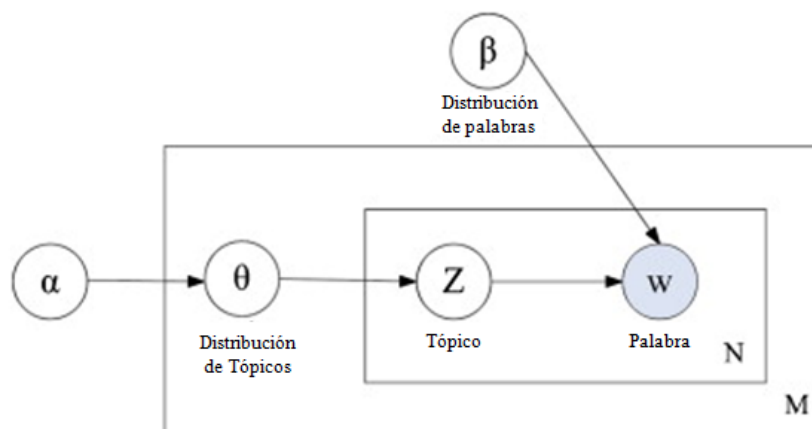 β
Distribución
de palabras
α
θ
Z
w
Distribución
de Tópicos
Tópico
Palabra
N
M